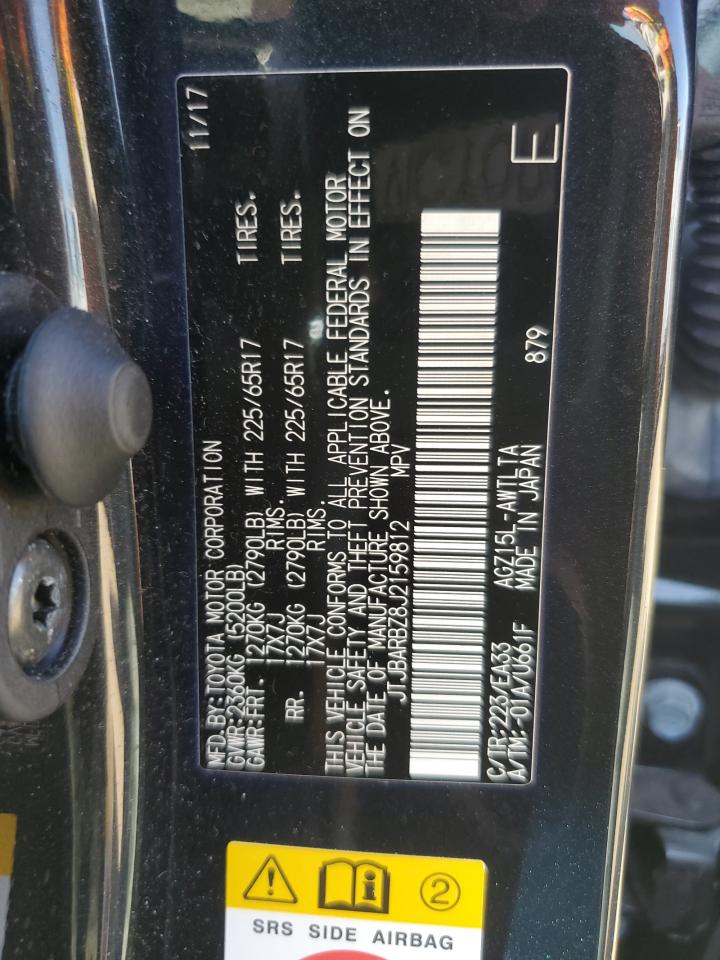 MFD. BY: TOYOTA MOTOR CORPORATION 11/17
GVWR: 2360KG (5200LB)
GAWR: FRT. 1270KG (2790LB) WITH 225/65R17 TIRES.
17X7J RIMS.
RR. 1270KG (2790LB) WITH 225/65R17 TIRES.
17X7J RIMS.
THIS VEHICLE CONFORMS TO ALL APPLICABLE FEDERAL MOTOR
VEHICLE SAFETY AND THEFT PREVENTION STANDARDS IN EFFECT ON
THE DATE OF MANUFACTURE SHOWN ABOVE.
JTJBARBZ8J2159812 MPV
C/TR: 223/EA33 AGZ15L-AWTLTA 879 E
A/TM: -01A/U661F MADE IN JAPAN
2
SRS SIDE AIRBAG